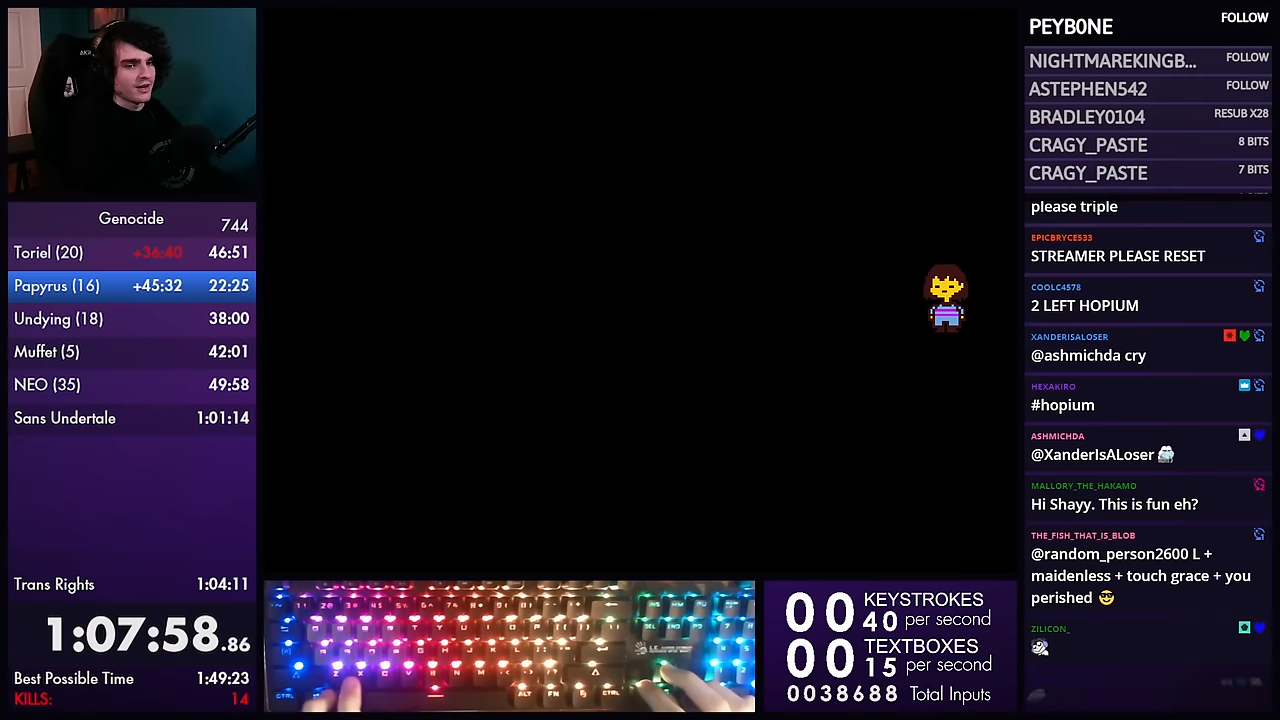 Genocide
744
Toriel (20) +36:40 46:51
Papyrus (16) +45:32 22:25
Undying (18) 38:00
Muffet (5) 42:01
NEO (35) 49:58
Sans Undertale 1:01:14
Trans Rights 1:04:11
1:07:58.86
Best Possible Time 1:49:23
KILLS: 14
00 40 KEYSTROKES per second
00 15 TEXTBOXES per second
0038688 Total Inputs
PEYB0NE FOLLOW
NIGHTMAREKINGB... FOLLOW
ASTEPHEN542 FOLLOW
BRADLEY0104 RESUB X28
CRAGY_PASTE 8 BITS
CRAGY_PASTE 7 BITS
please triple
EPICBRYCE533
STREAMER PLEASE RESET
COOLC4578
2 LEFT HOPIUM
XANDERISALOSER
@ashmichda cry
HEXAKIRO
#hopium
ASHMICHDA
@XanderIsALoser
MALLORY_THE_HAKAMO
Hi Shayy. This is fun eh?
THE_FISH_THAT_IS_BLOB
@random_person2600 L +
maidenless + touch grace + you
perished 😎
ZILICON_